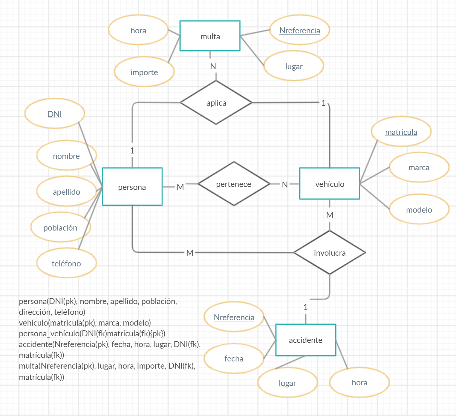 hora
multa
Nreferencia
importe
lugar
N
aplica
1
DNI
matricula
nombre
1
marca
apellido
persona
M
pertenece
N
vehículo
modelo
población
M
teléfono
M
involucra
persona(DNI(pk), nombre, apellido, población,
dirección, teléfono)
vehiculo(matricula(pk), marca, modelo)
persona_vehiculo(DNI(fk)matricula(fk)(pk))
accidente(Nreferencia(pk), fecha, hora, lugar, DNI(fk),
matricula(fk))
multa(Nreferencia(pk), lugar, hora, importe, DNI(fk),
matricula(fk))
1
Nreferencia
accidente
fecha
lugar
hora